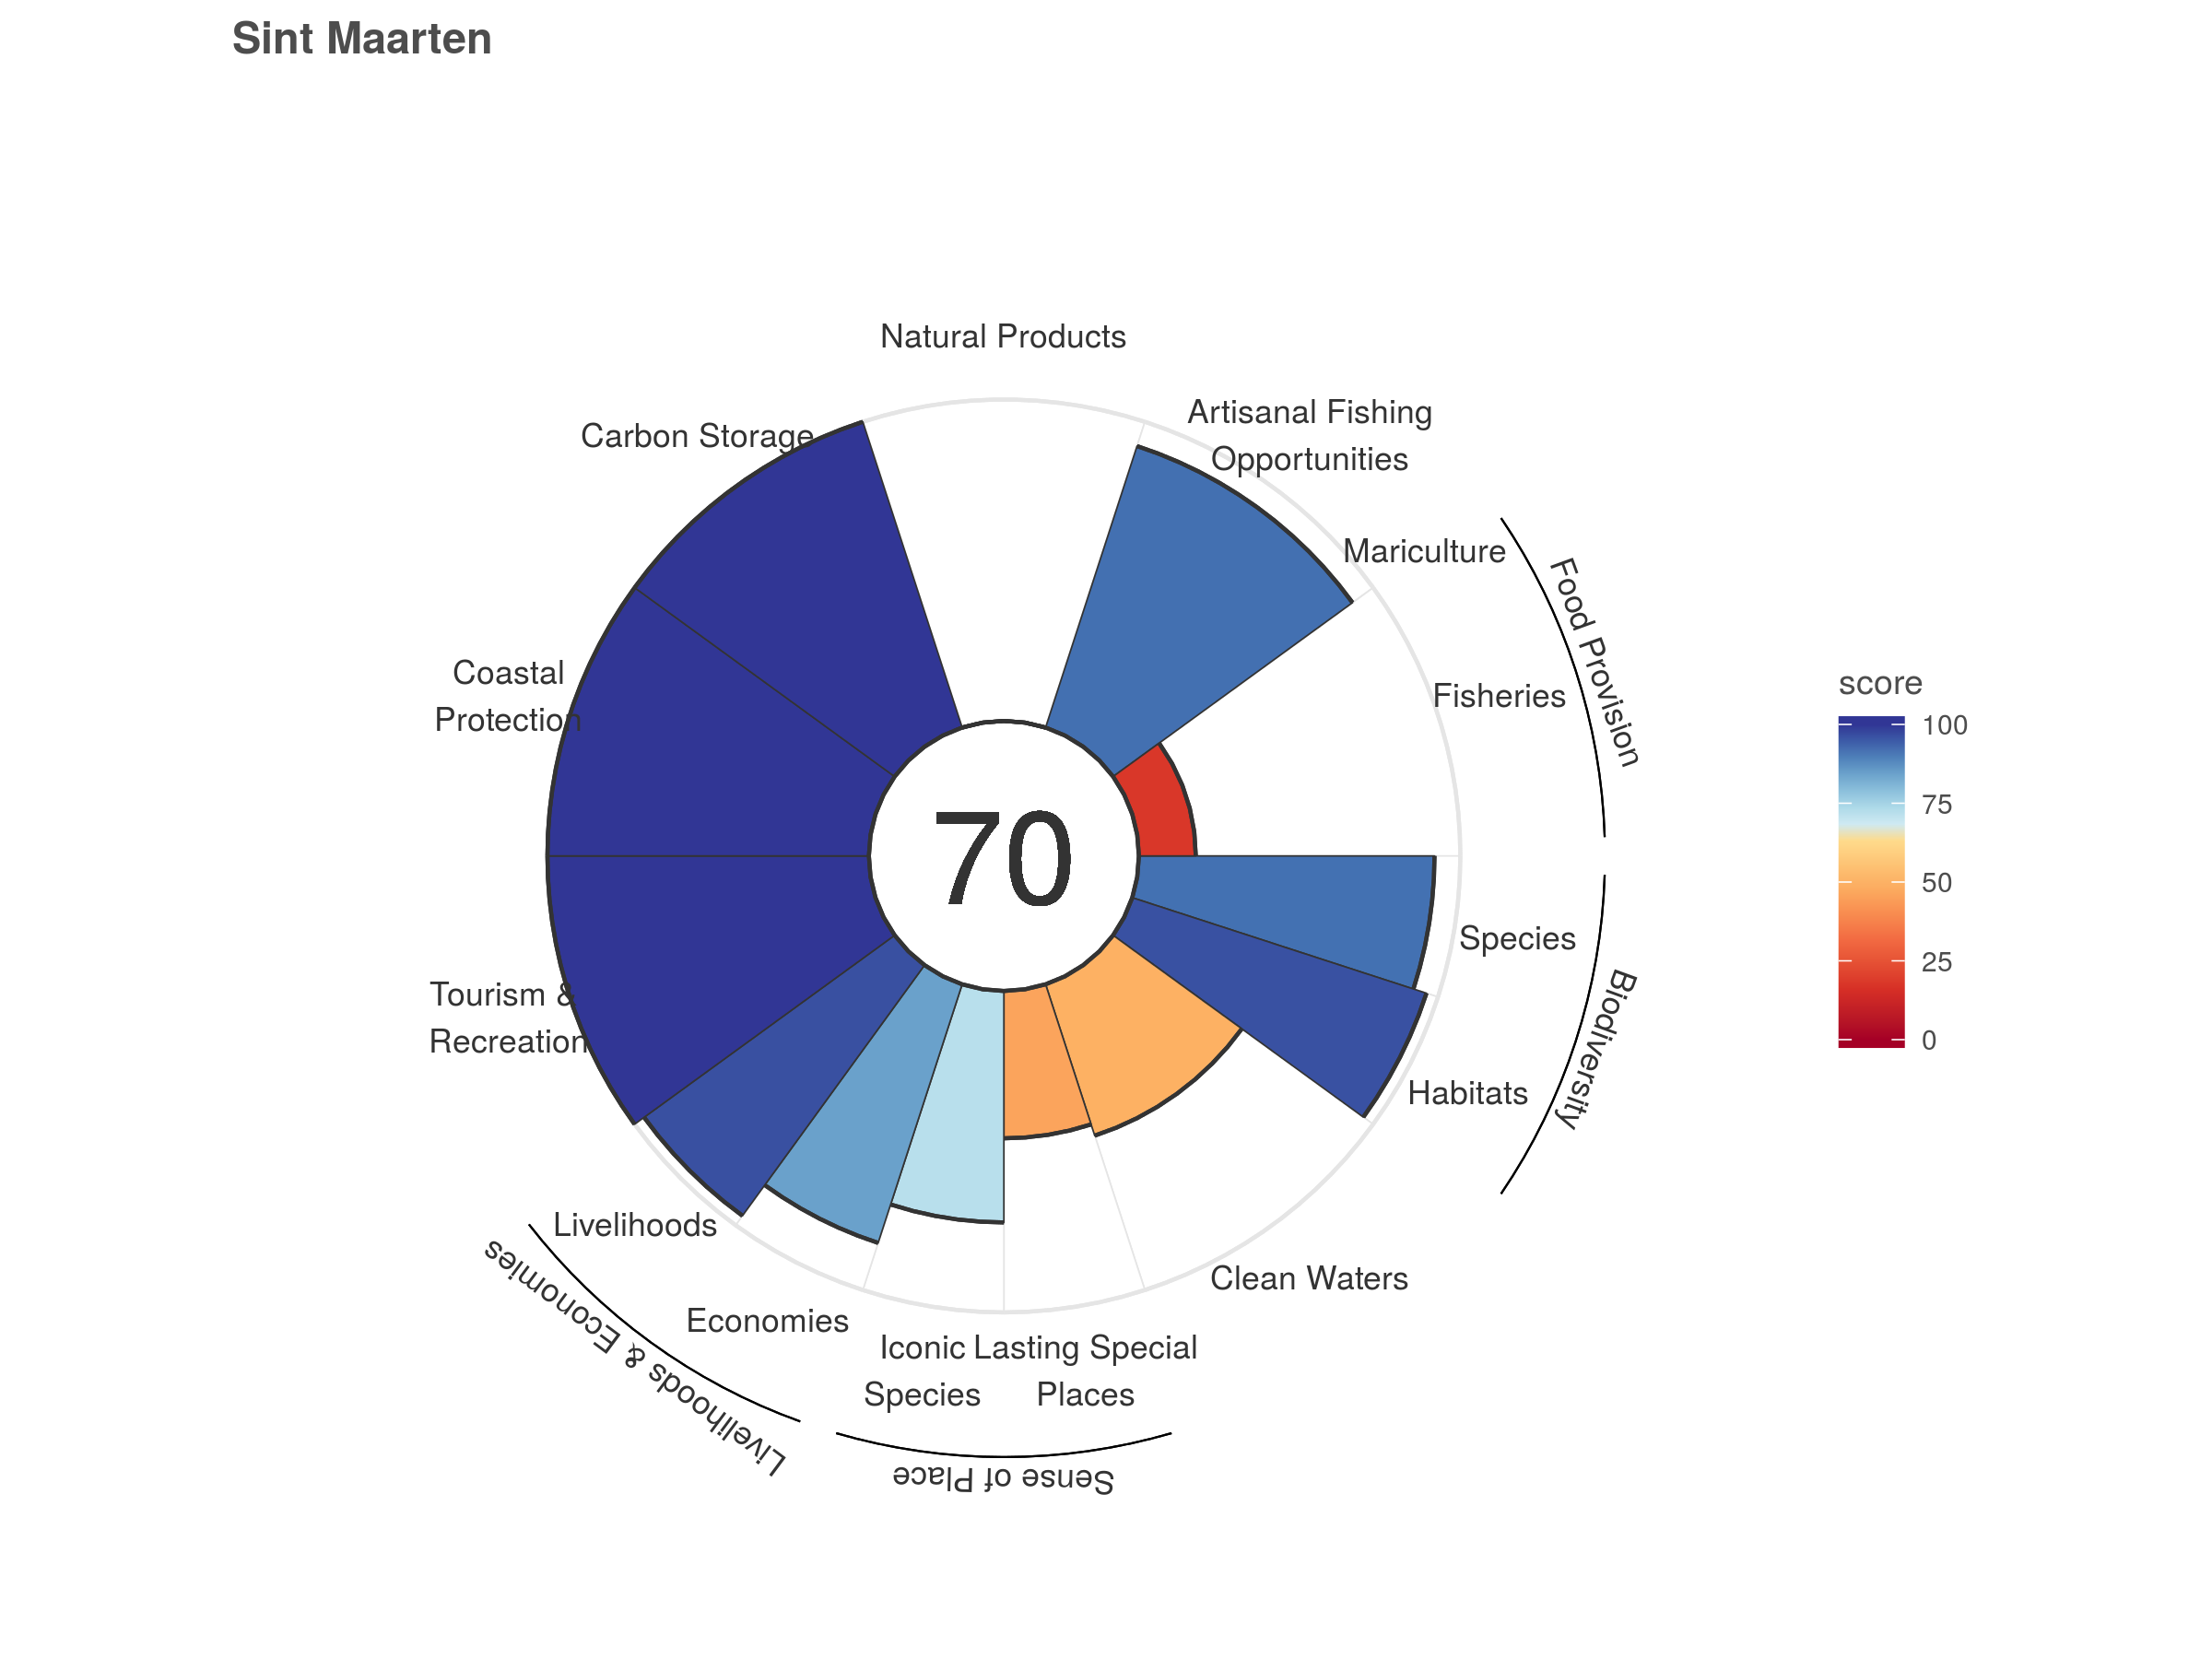 Sint Maarten
Natural Products
Artisanal Fishing
Opportunities
Carbon Storage
Mariculture
Food Provision
Fisheries
Coastal
Protection
score
100
75
50
25
0
70
Species
Biodiversity
Habitats
Tourism &
Recreation
Livelihoods
Livelihoods & Economies
Economies
Clean Waters
Iconic
Species
Lasting Special
Places
Sense of Place